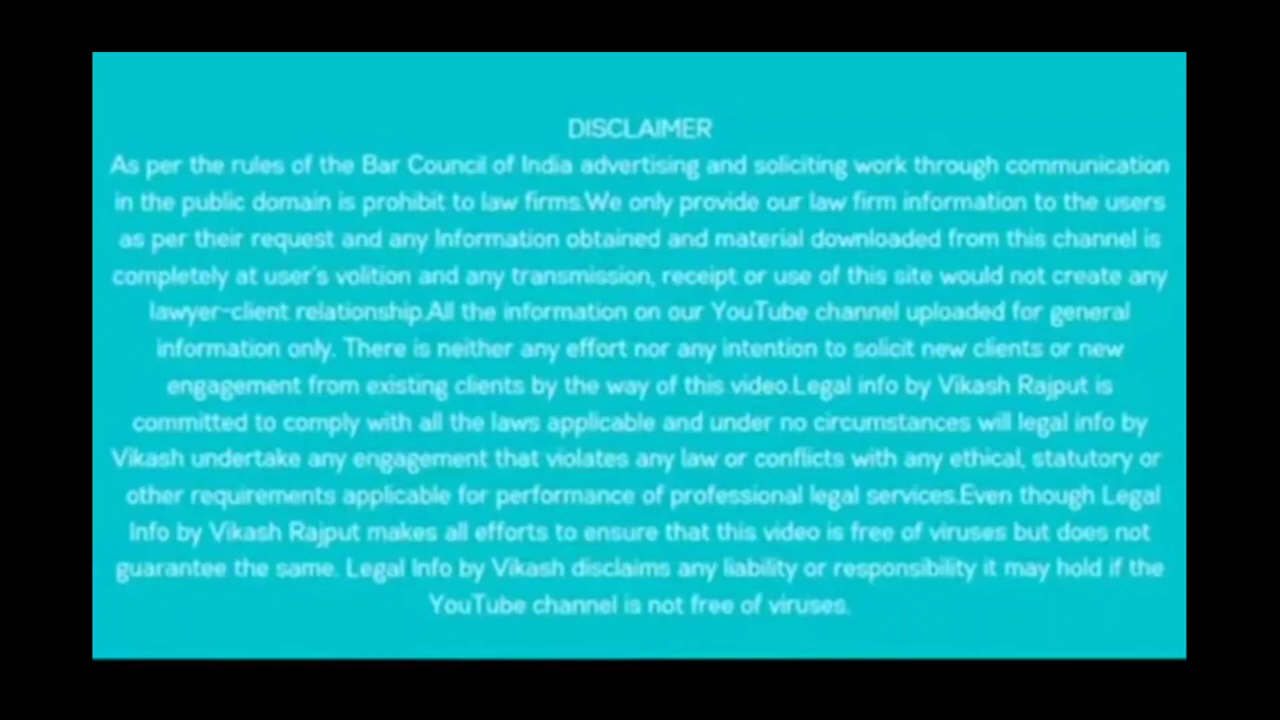 DISCLAIMER
As per the rules of the Bar Council of India advertising and soliciting work through communication
in the public domain is prohibit to law firms.We only provide our law firm information to the users
as per their request and any Information obtained and material downloaded from this channel is
completely at user's volition and any transmission, receipt or use of this site would not create any
lawyer-client relationship.All the information on our YouTube channel uploaded for general
information only. There is neither any effort nor any intention to solicit new clients or new
engagement from existing clients by the way of this video.Legal info by Vikash Rajput is
committed to comply with all the laws applicable and under no circumstances will legal info by
Vikash undertake any engagement that violates any law or conflicts with any ethical, statutory or
other requirements applicable for performance of professional legal services.Even though Legal
Info by Vikash Rajput makes all efforts to ensure that this video is free of viruses but does not
guarantee the same. Legal Info by Vikash disclaims any liability or responsibility it may hold if the
YouTube channel is not free of viruses.